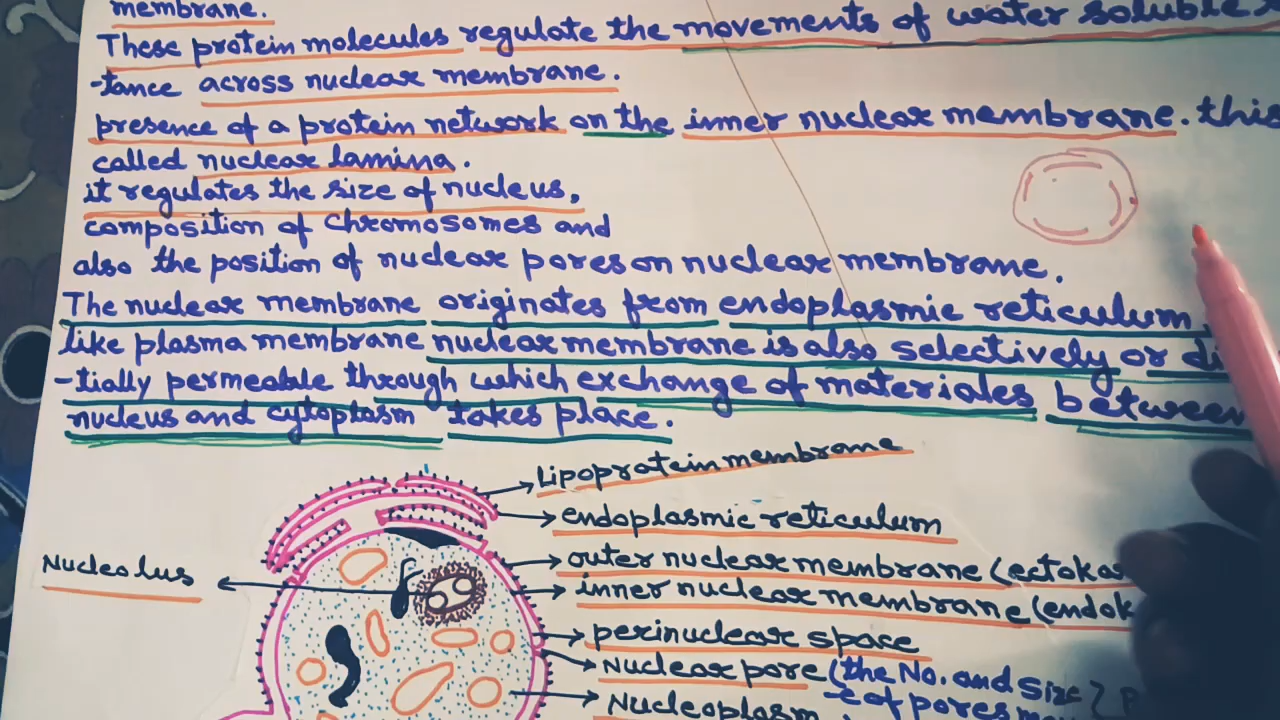 membrane.
These protein molecules regulate the movements of water soluble
-tance across nuclear membrane.
presence of a protein network on the inner nuclear membrane. this
called nuclear lamina.
it regulates the size of nucleus,
composition of chromosomes and
also the position of nuclear pores on nuclear membrane.
The nuclear membrane originates from endoplasmic reticulum,
like plasma membrane nuclear membrane is also selectively or di
-tially permeable through which exchange of materiales between
nucleus and cytoplasm takes place.
Lipoprotein membrane
endoplasmic reticulum
Nucleolus
outer nuclear membrane (ectoka
inner nuclear membrane (endok
perinuclear space
Nuclear pore (the No. and size
e of pores
Nucleoplasm